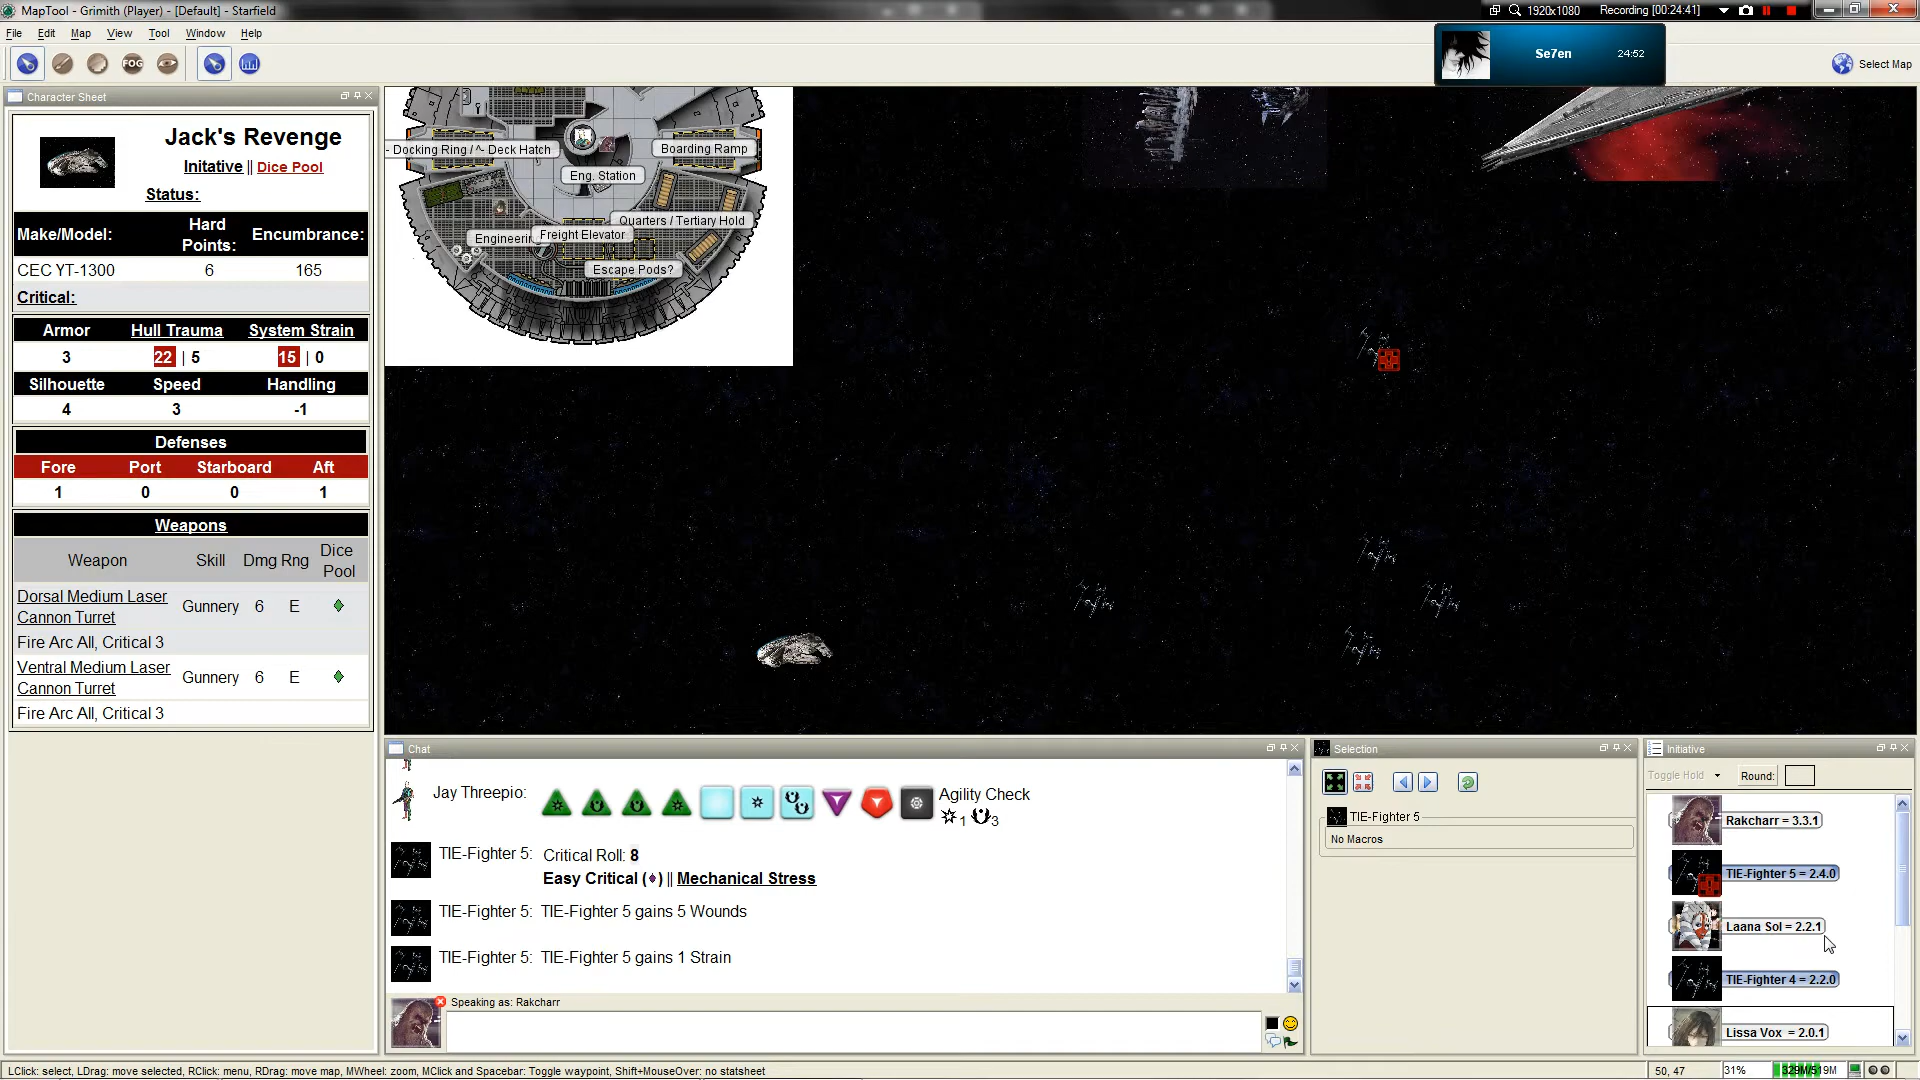 MapTool - Grimith (Player) - [Default] - Starfield
1920x1080
Recording [00:24:41]
File Edit Map View Tool Window Help
Se7en 24:52
FOG
Select Map
Character Sheet
Jack's Revenge
Initative || Dice Pool
Status:
Make/Model: Hard Points: Encumbrance:
CEC YT-1300 6 165
Critical:
Armor Hull Trauma System Strain
3 22 | 5 15 | 0
Silhouette Speed Handling
4 3 -1
Defenses
Fore Port Starboard Aft
1 0 0 1
Weapons
Weapon Skill Dmg Rng Dice Pool
Dorsal Medium Laser Cannon Turret Gunnery 6 E
Fire Arc All, Critical 3
Ventral Medium Laser Cannon Turret Gunnery 6 E
Fire Arc All, Critical 3
- Docking Ring / ^- Deck Hatch
Boarding Ramp
Eng. Station
Quarters / Tertiary Hold
Freight Elevator
Escape Pods?
Chat
Jay Threepio: Agility Check
1 3
TIE-Fighter 5: Critical Roll: 8
Easy Critical (♦) || Mechanical Stress
TIE-Fighter 5: TIE-Fighter 5 gains 5 Wounds
TIE-Fighter 5: TIE-Fighter 5 gains 1 Strain
Speaking as: Rakcharr
Selection
TIE-Fighter 5
No Macros
Initiative
Toggle Hold Round:
Rakcharr = 3.3.1
TIE-Fighter 5 = 2.4.0
Laana Sol = 2.2.1
TIE-Fighter 4 = 2.2.0
Lissa Vox = 2.0.1
LClick: select, LDrag: move selected, RClick: menu, RDrag: move map, MWheel: zoom, MClick and Spacebar: Toggle waypoint, Shift+MouseOver: no statsheet
50, 47
31%
329M/519M